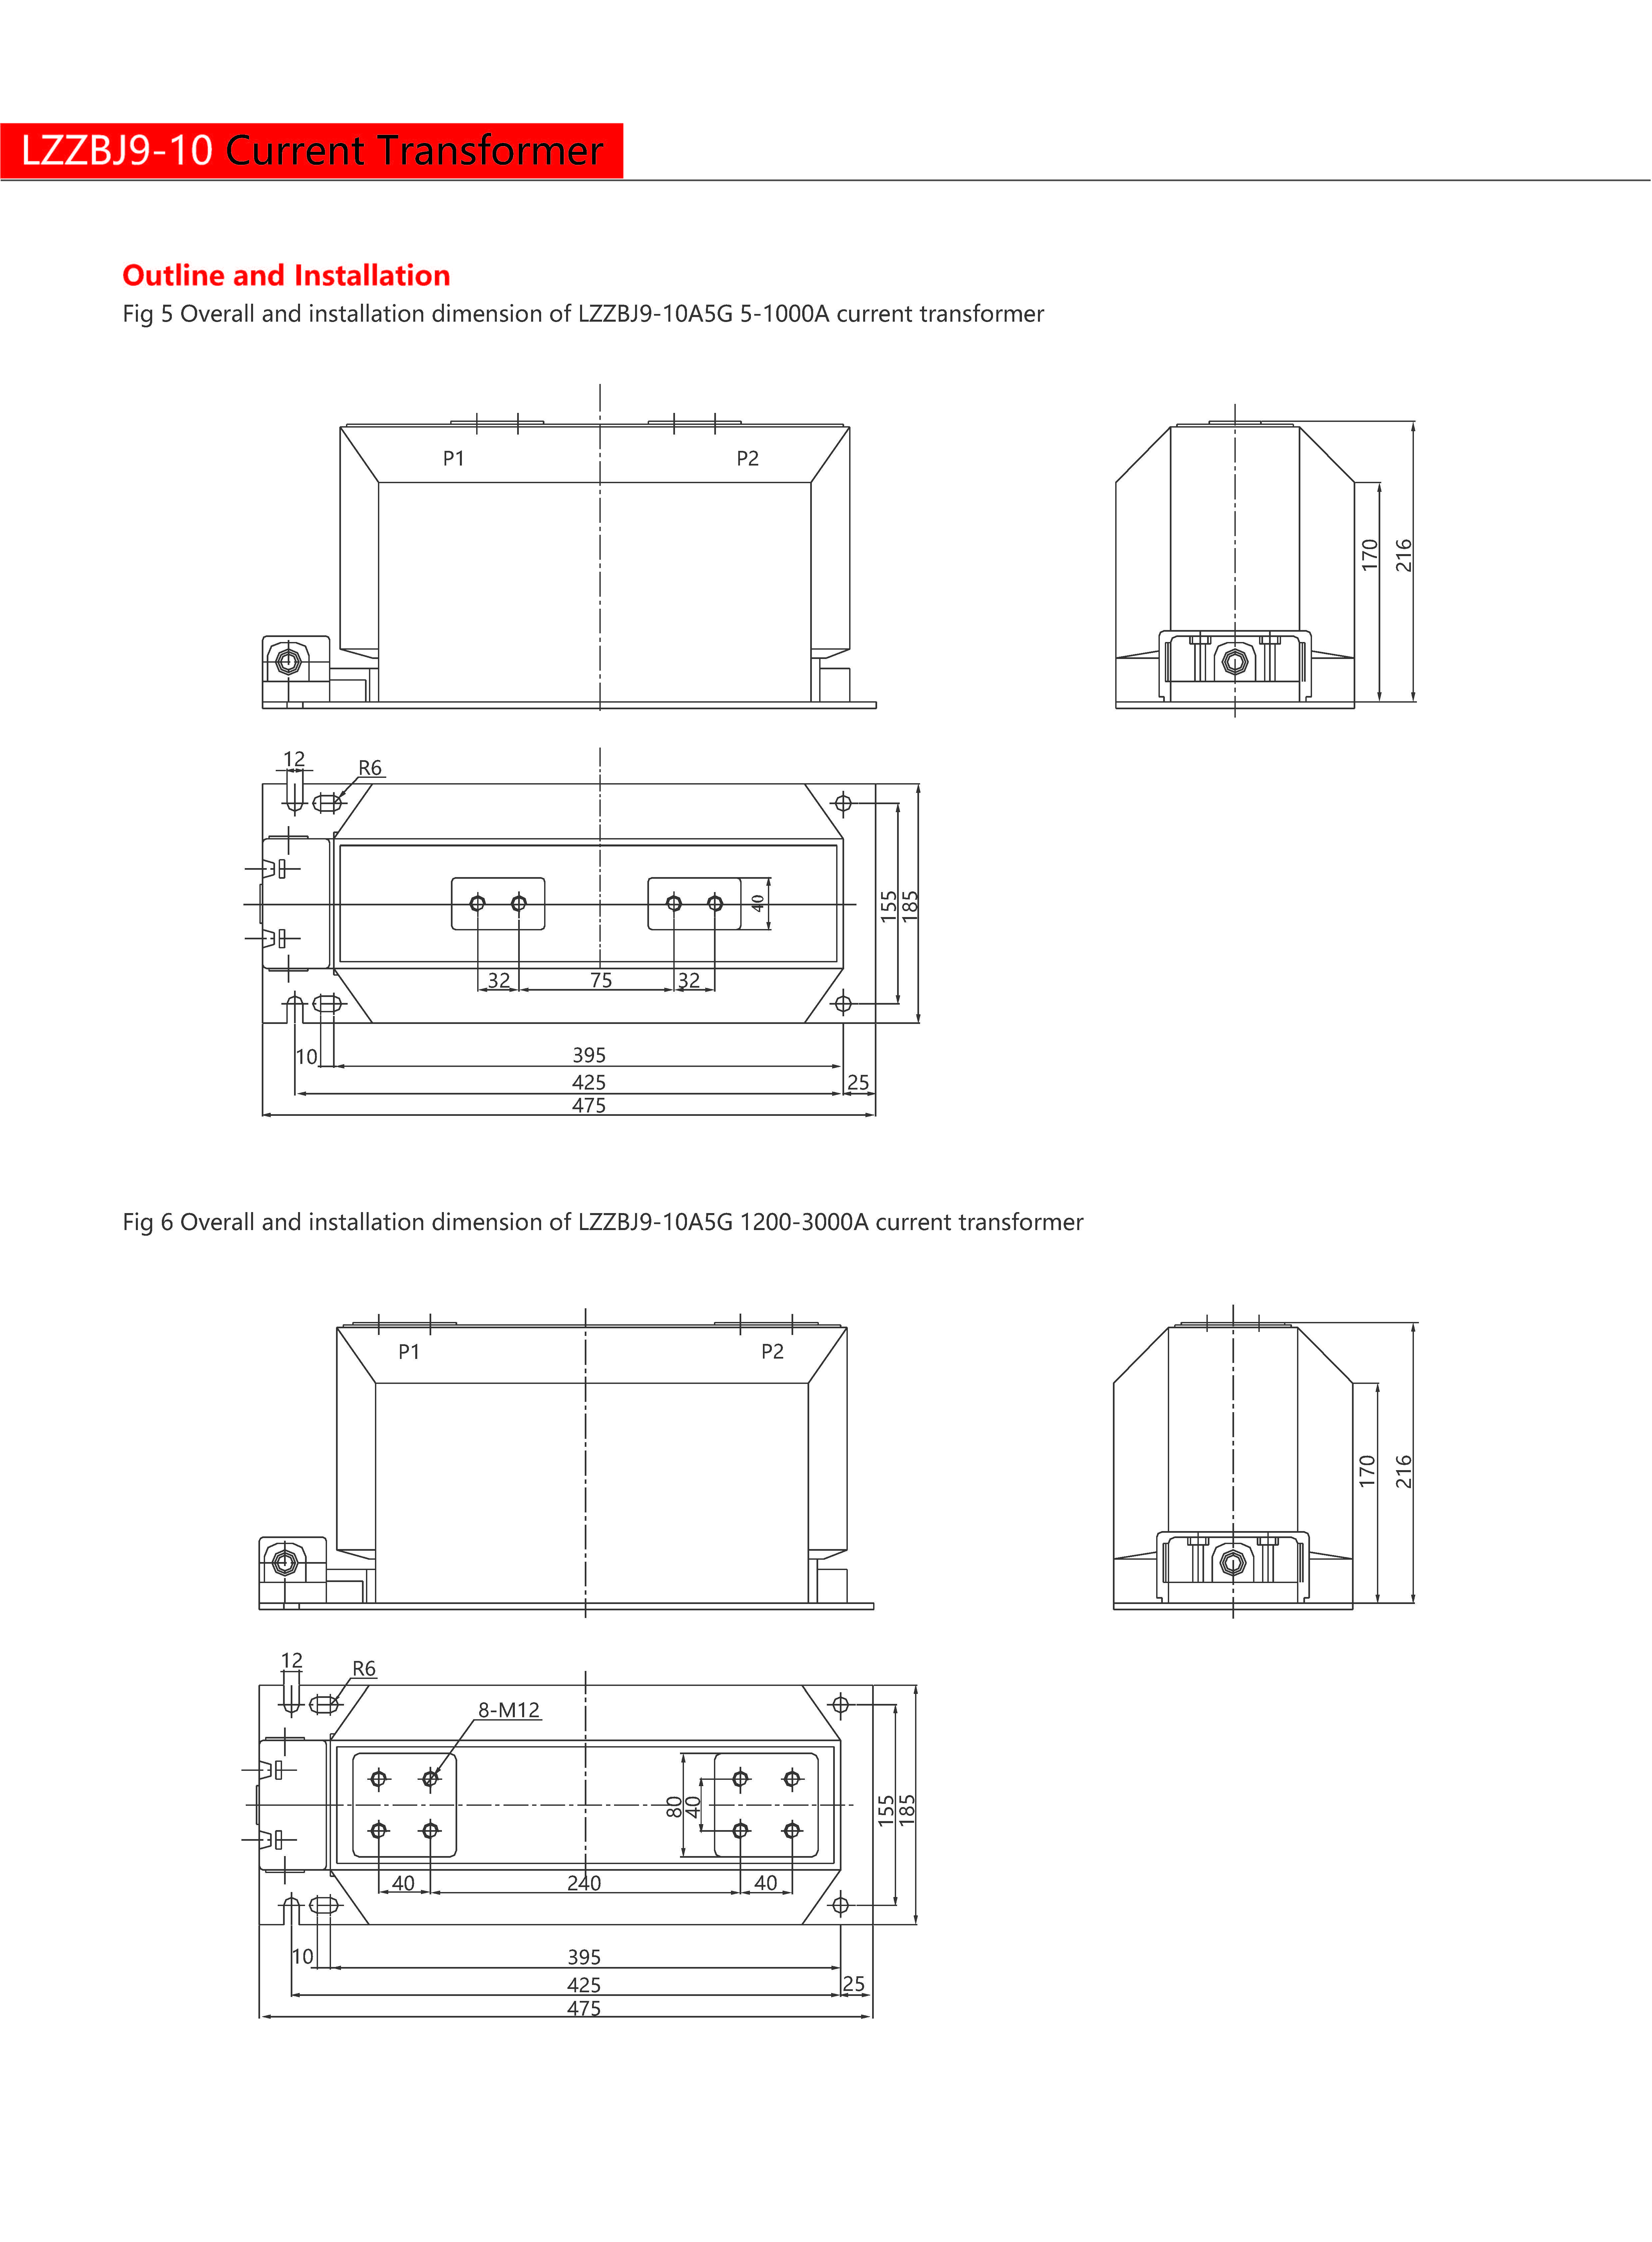 LZZBJ9-10 Current Transformer
Outline and Installation
Fig 5 Overall and installation dimension of LZZBJ9-10A5G 5-1000A current transformer
P1
P2
170
216
12
R6
40
155
185
32
75
32
10
395
425
25
475
Fig 6 Overall and installation dimension of LZZBJ9-10A5G 1200-3000A current transformer
P1
P2
170
216
12
R6
8-M12
80
40
155
185
40
240
40
10
395
425
25
475